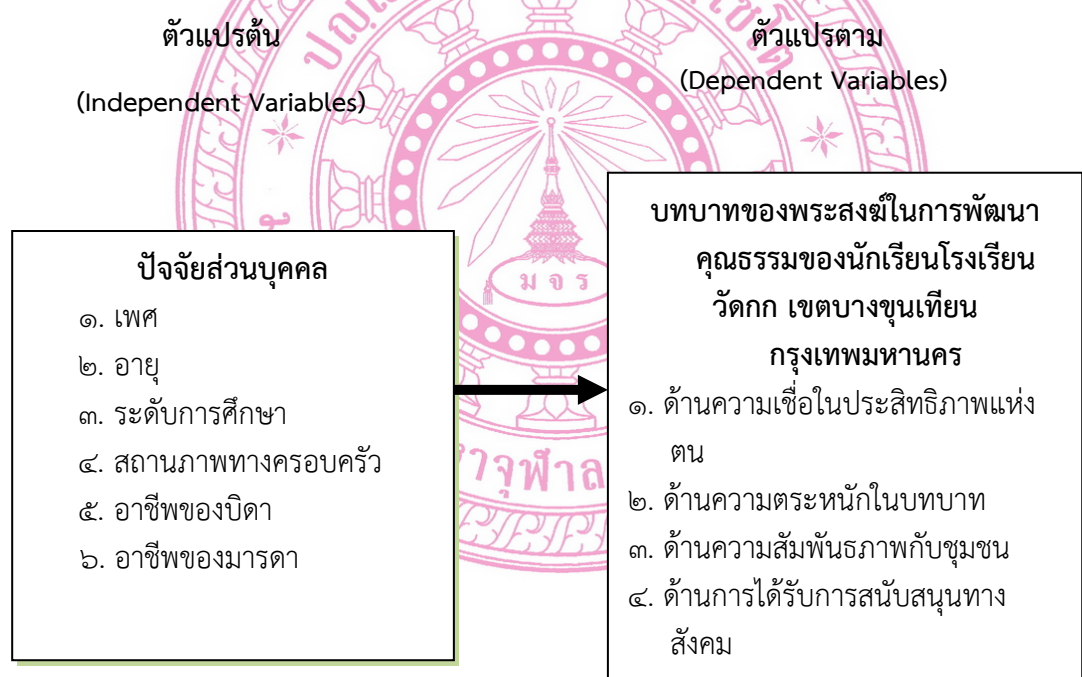 ตัวแปรต้น
(Independent Variables)
ตัวแปรตาม
(Dependent Variables)
ปัจจัยส่วนบุคคล
๑. เพศ
๒. อายุ
๓. ระดับการศึกษา
๔. สถานภาพทางครอบครัว
๕. อาชีพของบิดา
๖. อาชีพของมารดา
บทบาทของพระสงฆ์ในการพัฒนา
คุณธรรมของนักเรียนโรงเรียน
วัดกก เขตบางขุนเทียน
กรุงเทพมหานคร
๑. ด้านความเชื่อในประสิทธิภาพแห่ง
ตน
๒. ด้านความตระหนักในบทบาท
๓. ด้านความสัมพันธภาพกับชุมชน
๔. ด้านการได้รับการสนับสนุนทาง
สังคม
ม จ ร